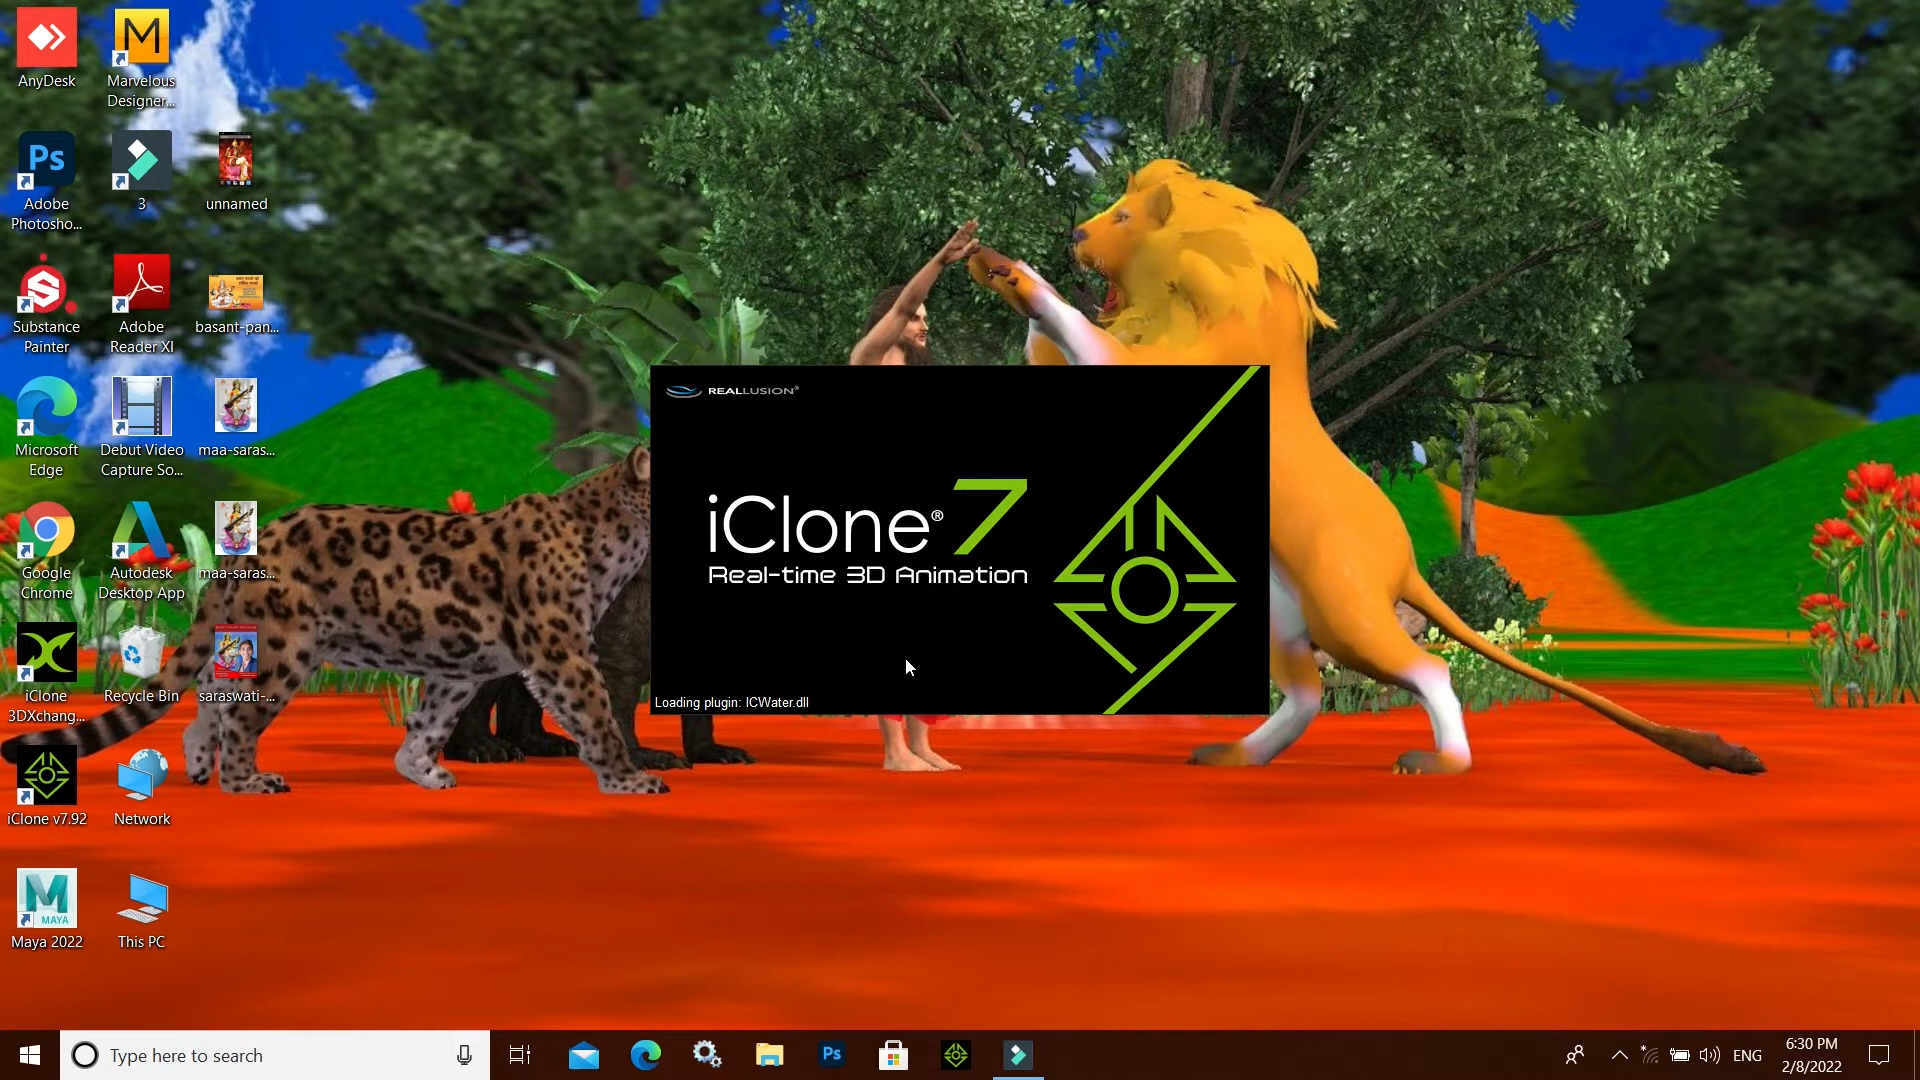 AnyDesk
Marvelous
Designer...
Ps
Adobe
Photosho...
3
unnamed
Substance
Painter
Adobe
Reader XI
basant-pan...
Microsoft
Edge
Debut Video
Capture So...
maa-saras...
Google
Chrome
Autodesk
Desktop App
maa-saras...
iClone
3DXchang...
Recycle Bin
saraswati-...
iClone v7.92
Network
MAYA
Maya 2022
This PC
REALLUSION®
iClone® 7
Real-time 3D Animation
Loading plugin: ICWater.dll
Type here to search
Ps
ENG
6:30 PM
2/8/2022